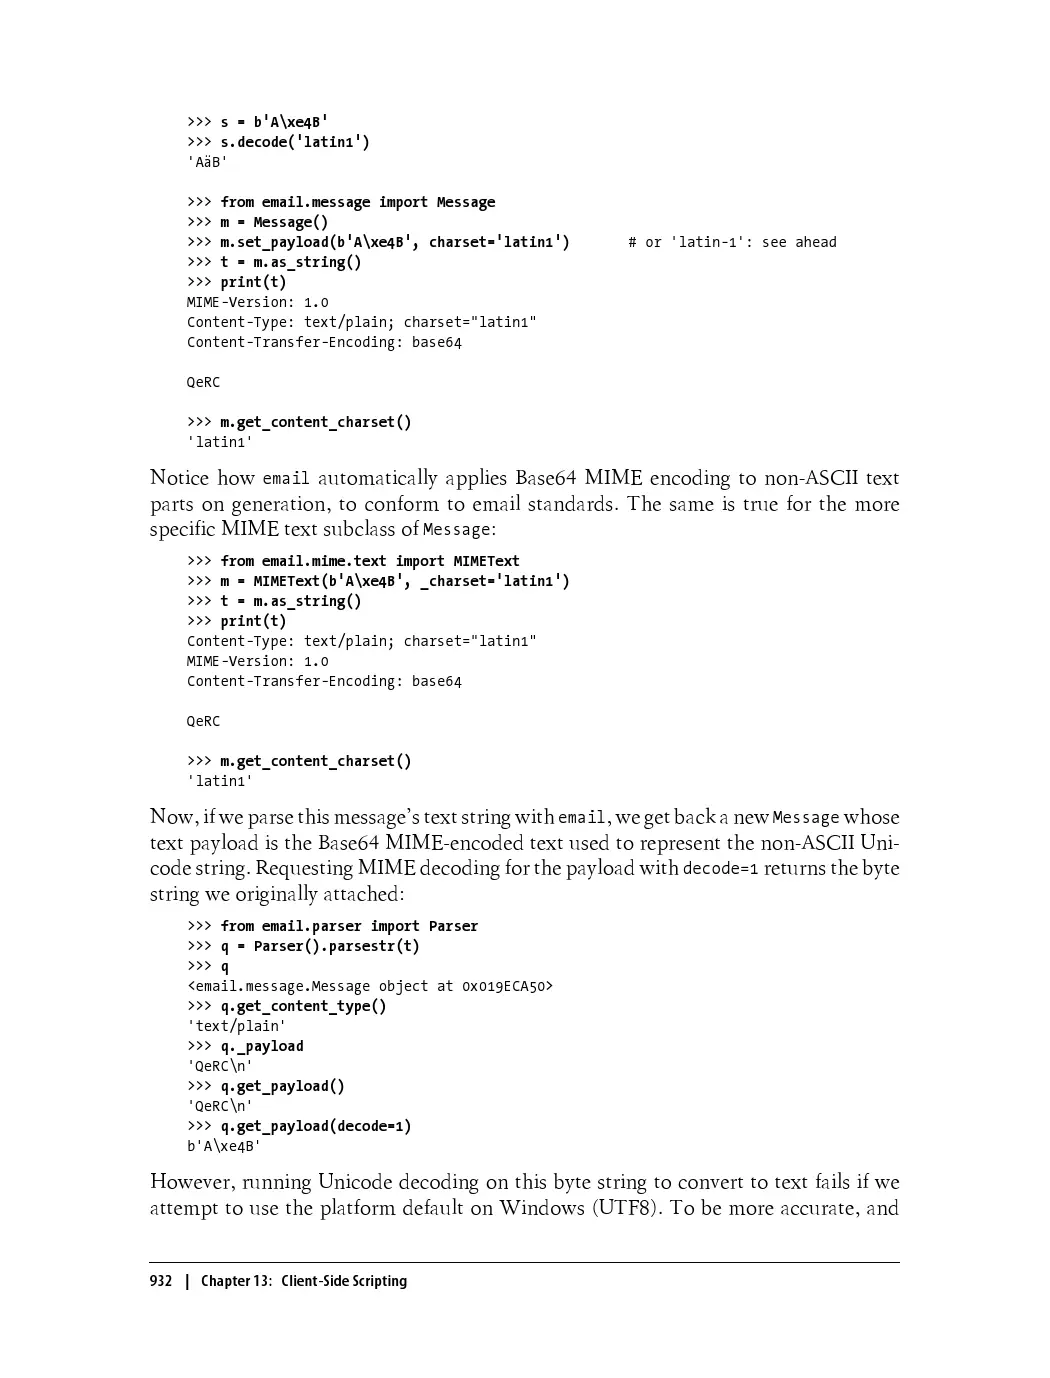 >>> s = b'A\xe4B'
>>> s.decode('latin1')
'AäB'
>>> from email.message import Message
>>> m = Message()
>>> m.set_payload(b'A\xe4B', charset='latin1')       # or 'latin-1': see ahead
>>> t = m.as_string()
>>> print(t)
MIME-Version: 1.0
Content-Type: text/plain; charset="latin1"
Content-Transfer-Encoding: base64
QeRC
>>> m.get_content_charset()
'latin1'
Notice how email automatically applies Base64 MIME encoding to non-ASCII text
parts on generation, to conform to email standards. The same is true for the more
specific MIME text subclass of Message:
>>> from email.mime.text import MIMEText
>>> m = MIMEText(b'A\xe4B', _charset='latin1')
>>> t = m.as_string()
>>> print(t)
Content-Type: text/plain; charset="latin1"
MIME-Version: 1.0
Content-Transfer-Encoding: base64
QeRC
>>> m.get_content_charset()
'latin1'
Now, if we parse this message's text string with email, we get back a new Message whose
text payload is the Base64 MIME-encoded text used to represent the non-ASCII Uni-
code string. Requesting MIME decoding for the payload with decode=1 returns the byte
string we originally attached:
>>> from email.parser import Parser
>>> q = Parser().parsestr(t)
>>> q
<email.message.Message object at 0x019ECA50>
>>> q.get_content_type()
'text/plain'
>>> q._payload
'QeRC\n'
>>> q.get_payload()
'QeRC\n'
>>> q.get_payload(decode=1)
b'A\xe4B'
However, running Unicode decoding on this byte string to convert to text fails if we
attempt to use the platform default on Windows (UTF8). To be more accurate, and
932 | Chapter 13: Client-Side Scripting